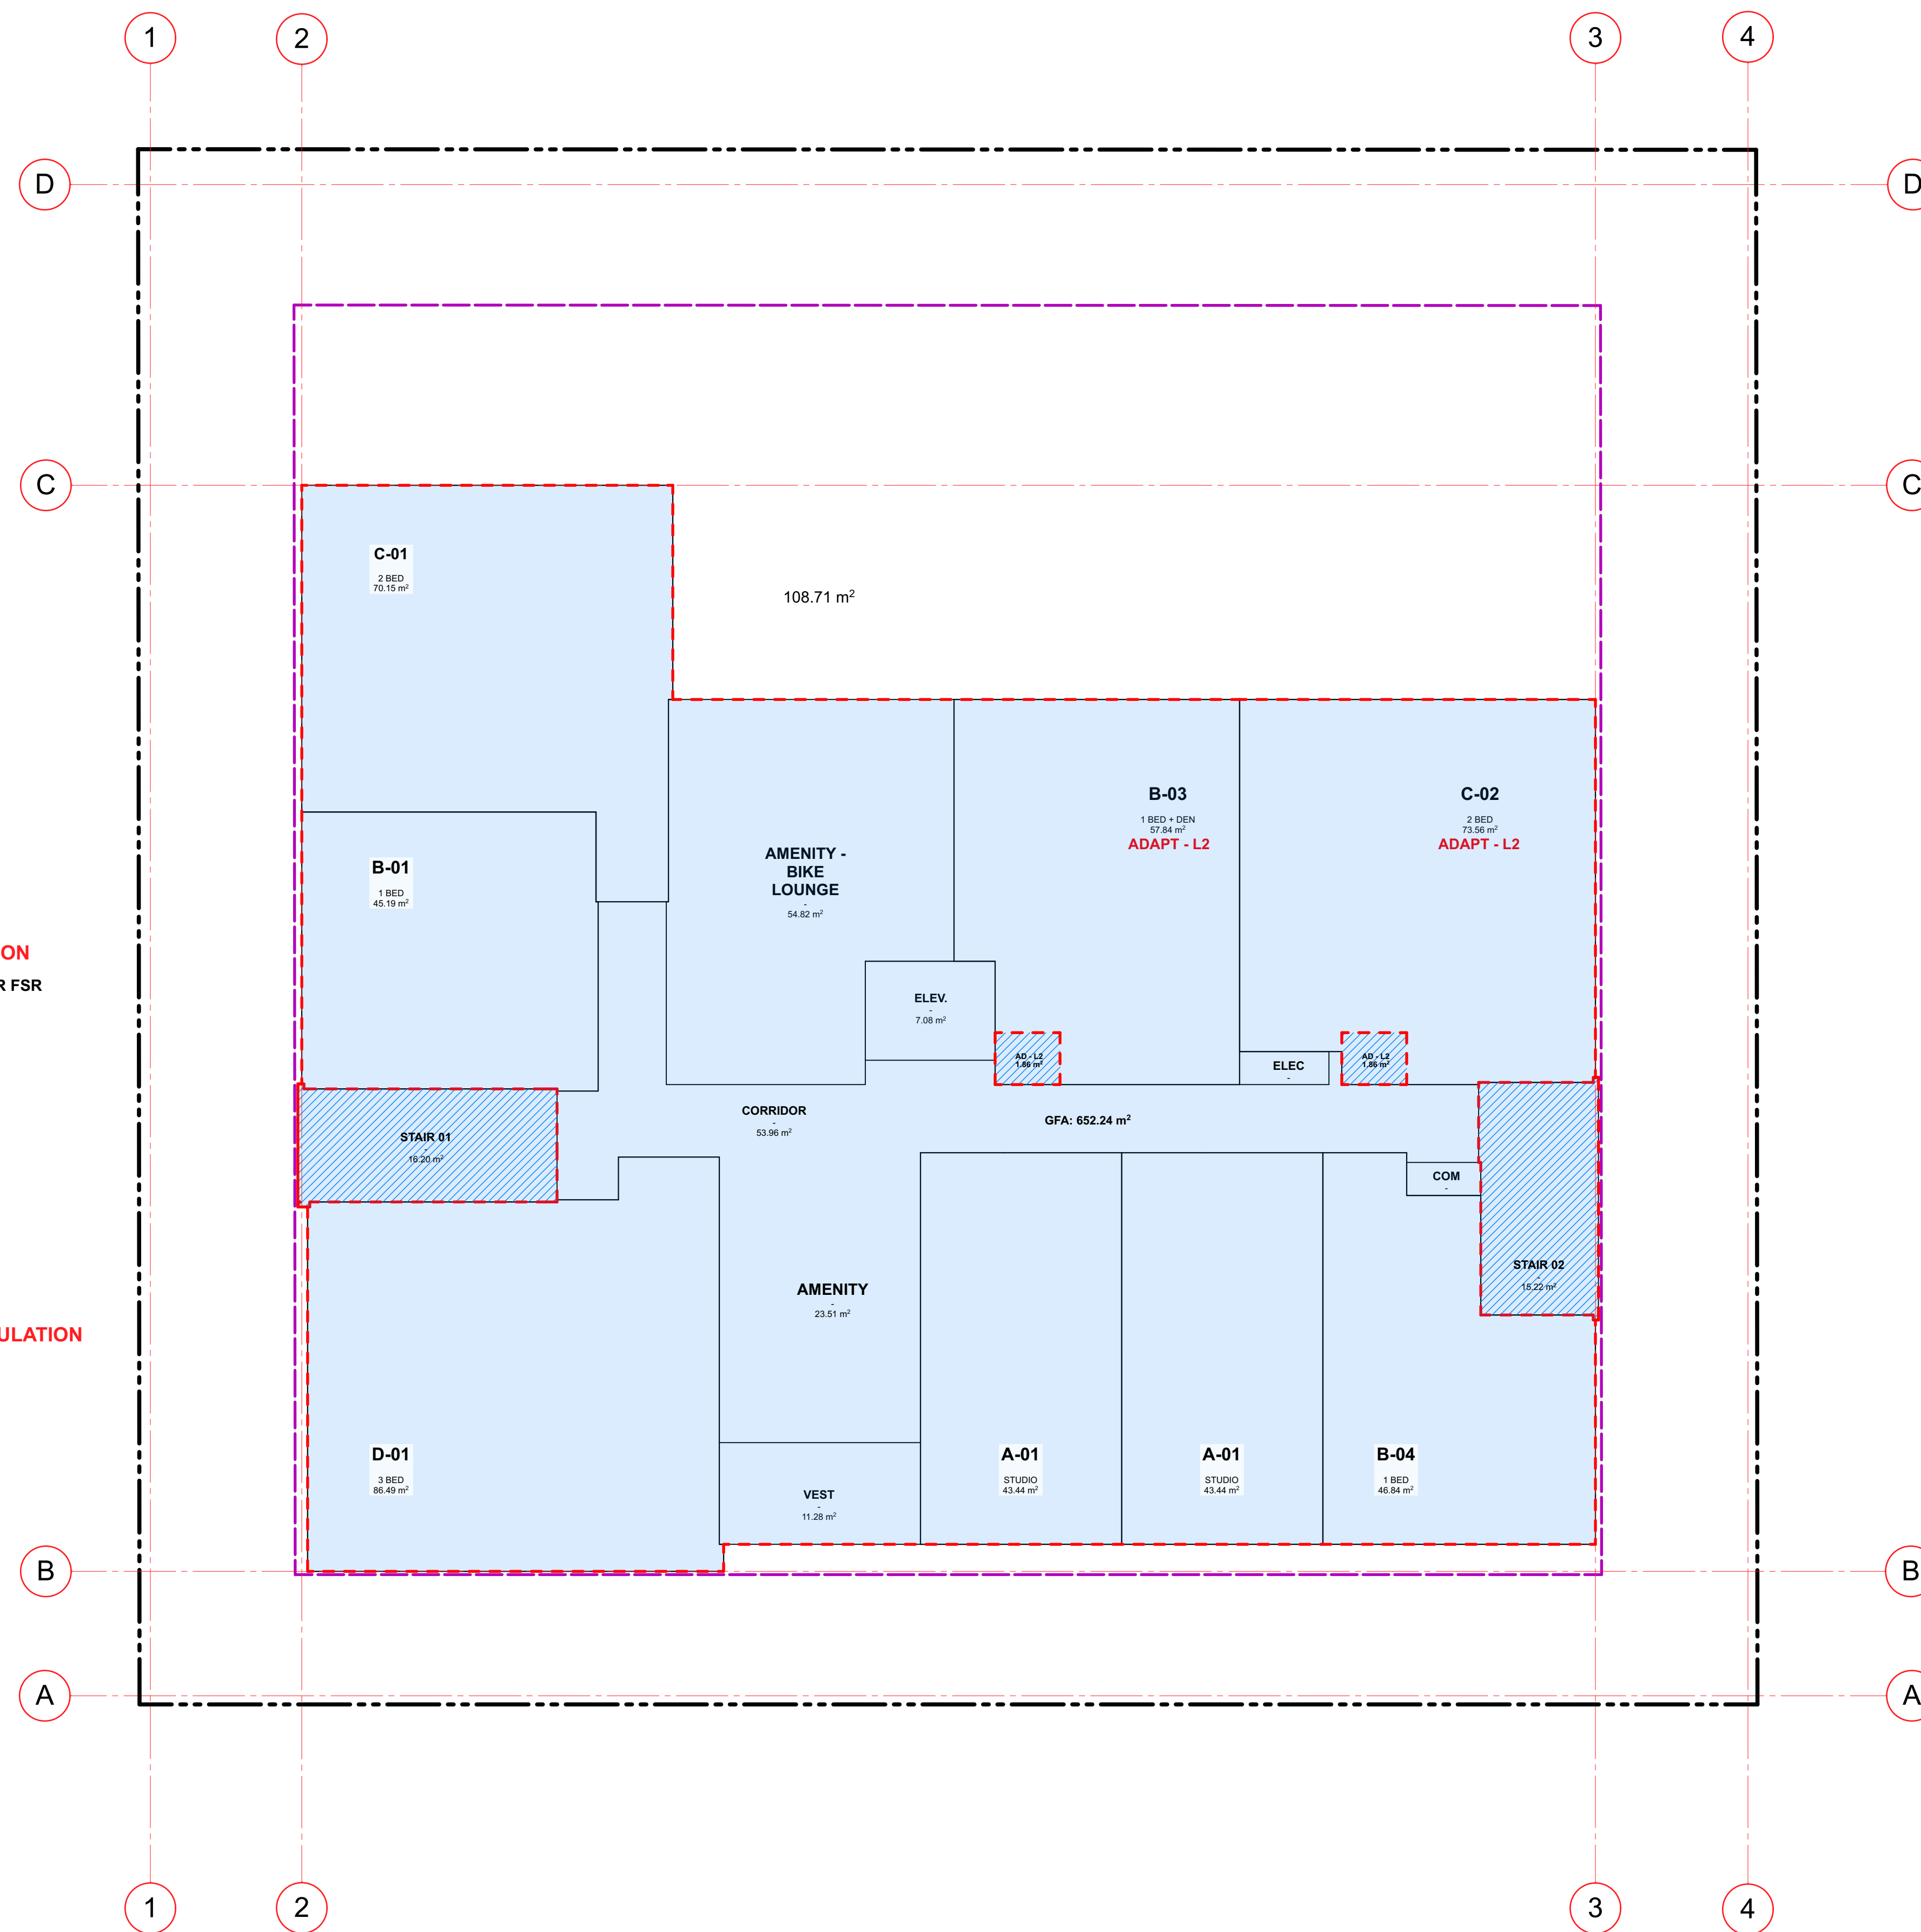 1
2
3
4
D
D
C
C
C-01
2 BED
70.15 m²
108.71 m²
B-03
1 BED + DEN
57.84 m²
ADAPT - L2
C-02
2 BED
73.56 m²
ADAPT - L2
AMENITY -
BIKE
LOUNGE
-
54.82 m²
B-01
1 BED
45.19 m²
ON
R FSR
ELEV.
-
7.08 m²
AD - L2
1.86 m²
ELEC
-
AD - L2
1.86 m²
CORRIDOR
-
53.96 m²
GFA: 652.24 m²
STAIR 01
-
16.20 m²
COM
-
STAIR 02
-
15.22 m²
AMENITY
-
23.51 m²
ULATION
D-01
3 BED
86.49 m²
A-01
STUDIO
43.44 m²
A-01
STUDIO
43.44 m²
B-04
1 BED
46.84 m²
VEST
-
11.28 m²
B
B
A
A
1
2
3
4